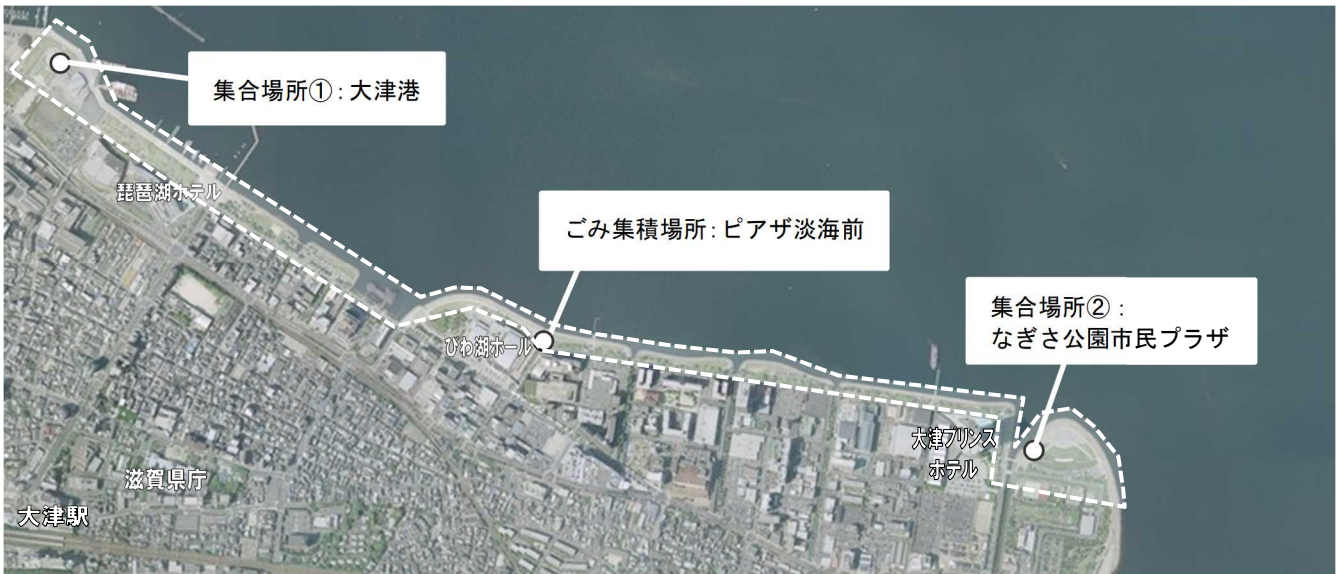 集合場所①：大津港
琵琶湖ホテル
ごみ集積場所：ピアザ淡海前
集合場所②：
なぎさ公園市民プラザ
びわ湖ホール
大津プリンス
ホテル
滋賀県庁
大津駅